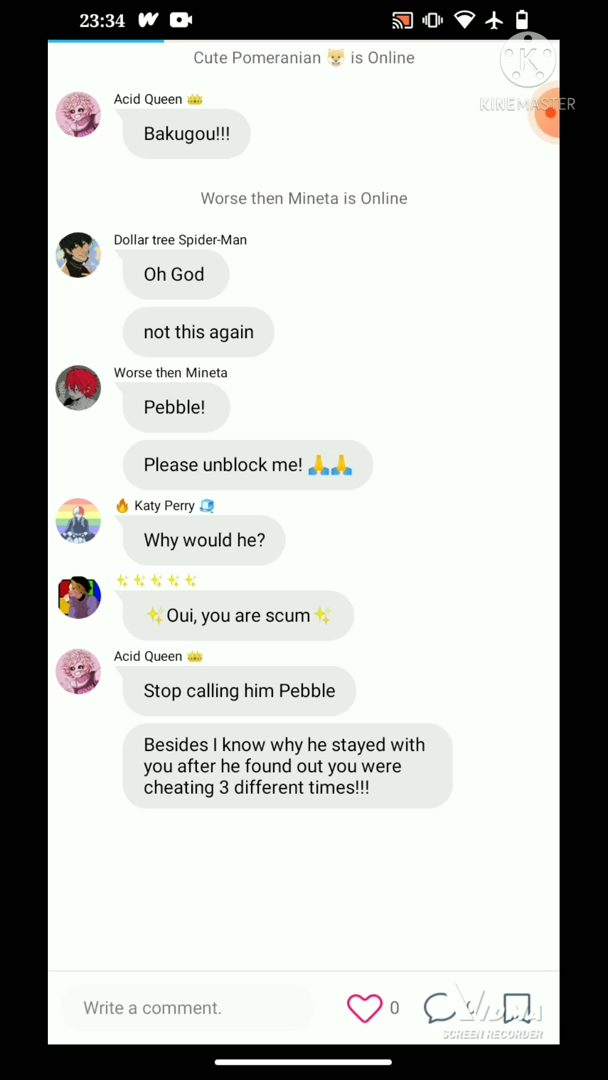 23:34
Cute Pomeranian is Online
KINEMASTER
Acid Queen 👑
Bakugou!!!
Worse then Mineta is Online
Dollar tree Spider-Man
Oh God
not this again
Worse then Mineta
Pebble!
Please unblock me! 🙏🙏
🔥 Katy Perry 🧊
Why would he?
✨✨✨✨✨
✨Oui, you are scum✨
Acid Queen 👑
Stop calling him Pebble
Besides I know why he stayed with
you after he found out you were
cheating 3 different times!!!
Write a comment.
0
SCREEN RECORDER